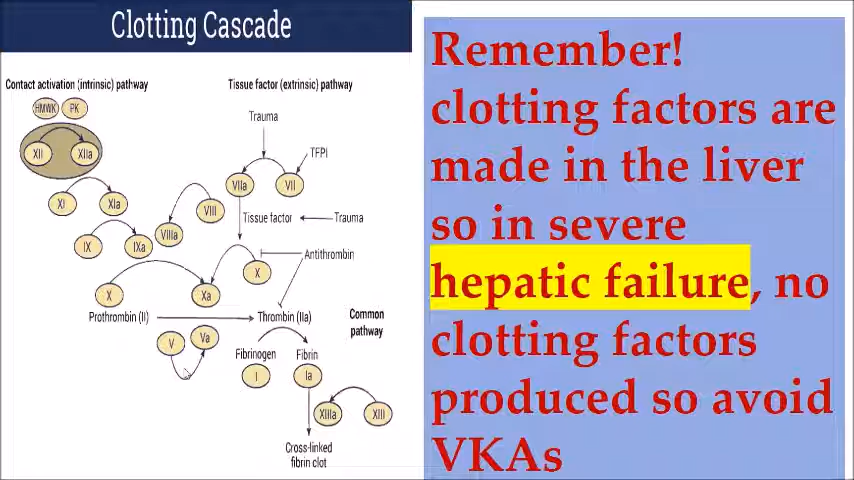 Clotting Cascade
Contact activation (intrinsic) pathway
Tissue factor (extrinsic) pathway
HMWK PK
Trauma
XII XIIa
TFPI
VIIa VII
XI XIa
VIII
Tissue factor
Trauma
VIIIa
IX IXa
Antithrombin
X
X Xa
Prothrombin (II)
Thrombin (IIa)
Common
pathway
V Va
Fibrinogen
Fibrin
I Ia
XIIIa XIII
Cross-linked
fibrin clot
Remember!
clotting factors are
made in the liver
so in severe
hepatic failure, no
clotting factors
produced so avoid
VKAs